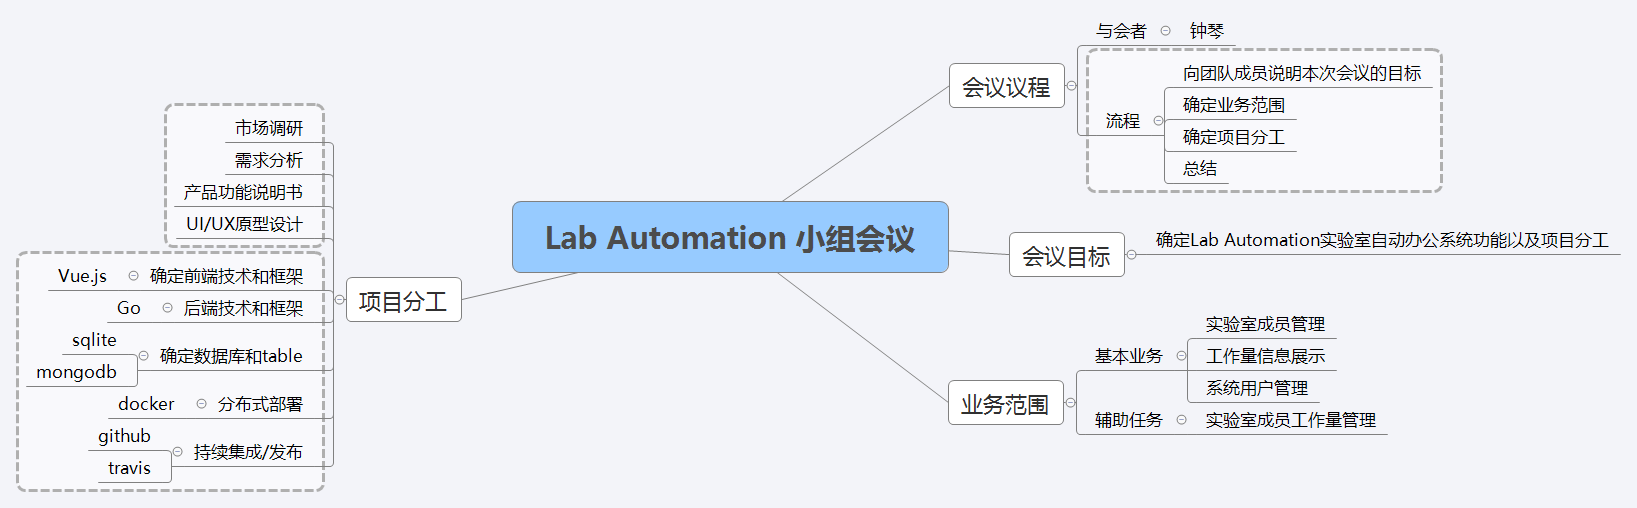 Lab Automation 小组会议
会议议程
与会者
钟琴
流程
向团队成员说明本次会议的目标
确定业务范围
确定项目分工
总结
会议目标
确定Lab Automation实验室自动办公系统功能以及项目分工
业务范围
基本业务
实验室成员管理
工作量信息展示
系统用户管理
辅助任务
实验室成员工作量管理
项目分工
市场调研
需求分析
产品功能说明书
UI/UX原型设计
确定前端技术和框架
Vue.js
后端技术和框架
Go
确定数据库和table
sqlite
mongodb
分布式部署
docker
持续集成/发布
github
travis